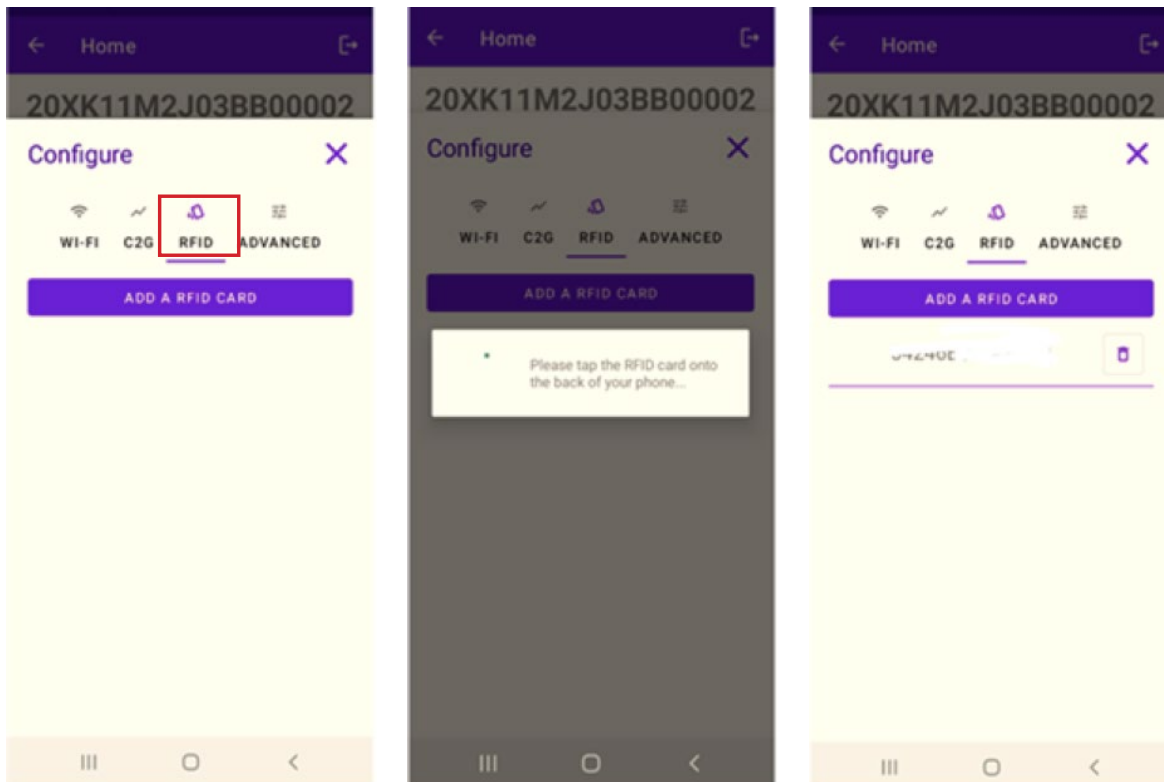 Home
20XK11M2J03BB00002
Configure
WI-FI C2G RFID ADVANCED
ADD A RFID CARD
Home
20XK11M2J03BB00002
Configure
WI-FI C2G RFID ADVANCED
ADD A RFID CARD
Please tap the RFID card onto
the back of your phone...
Home
20XK11M2J03BB00002
Configure
WI-FI C2G RFID ADVANCED
ADD A RFID CARD